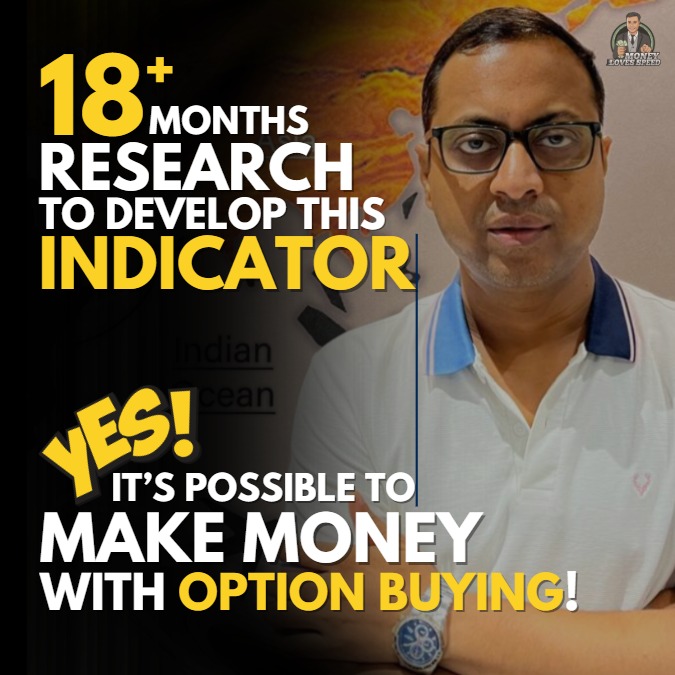 MONEY
LOVES SPEED
18+
MONTHS
RESEARCH
TO DEVELOP THIS
INDICATOR
Indian
YES!
IT'S POSSIBLE TO
MAKE MONEY
WITH OPTION BUYING!